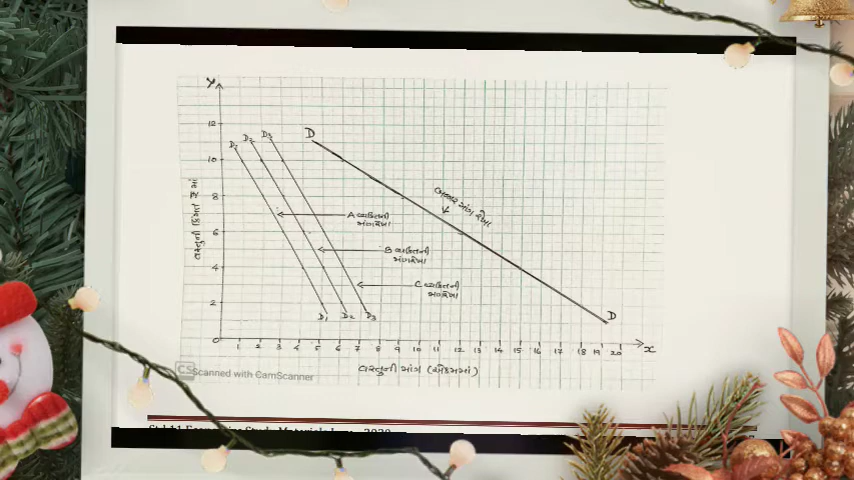 Y
12
D
D₁ D₂ D₃
10
બજાર માંગ રેખા
8
વસ્તુની કિંમત ₹ માં
A વ્યક્તિની
માંગરેખા
6
B વ્યક્તિની
માંગરેખા
4
C વ્યક્તિની
માંગરેખા
2
D₁ D₂ D₃
D
0
1 2 3 4 5 6 7 8 9 10 11 12 13 14 15 16 17 18 19 20
X
વસ્તુની માંગ (એકમમાં)
CS Scanned with CamScanner